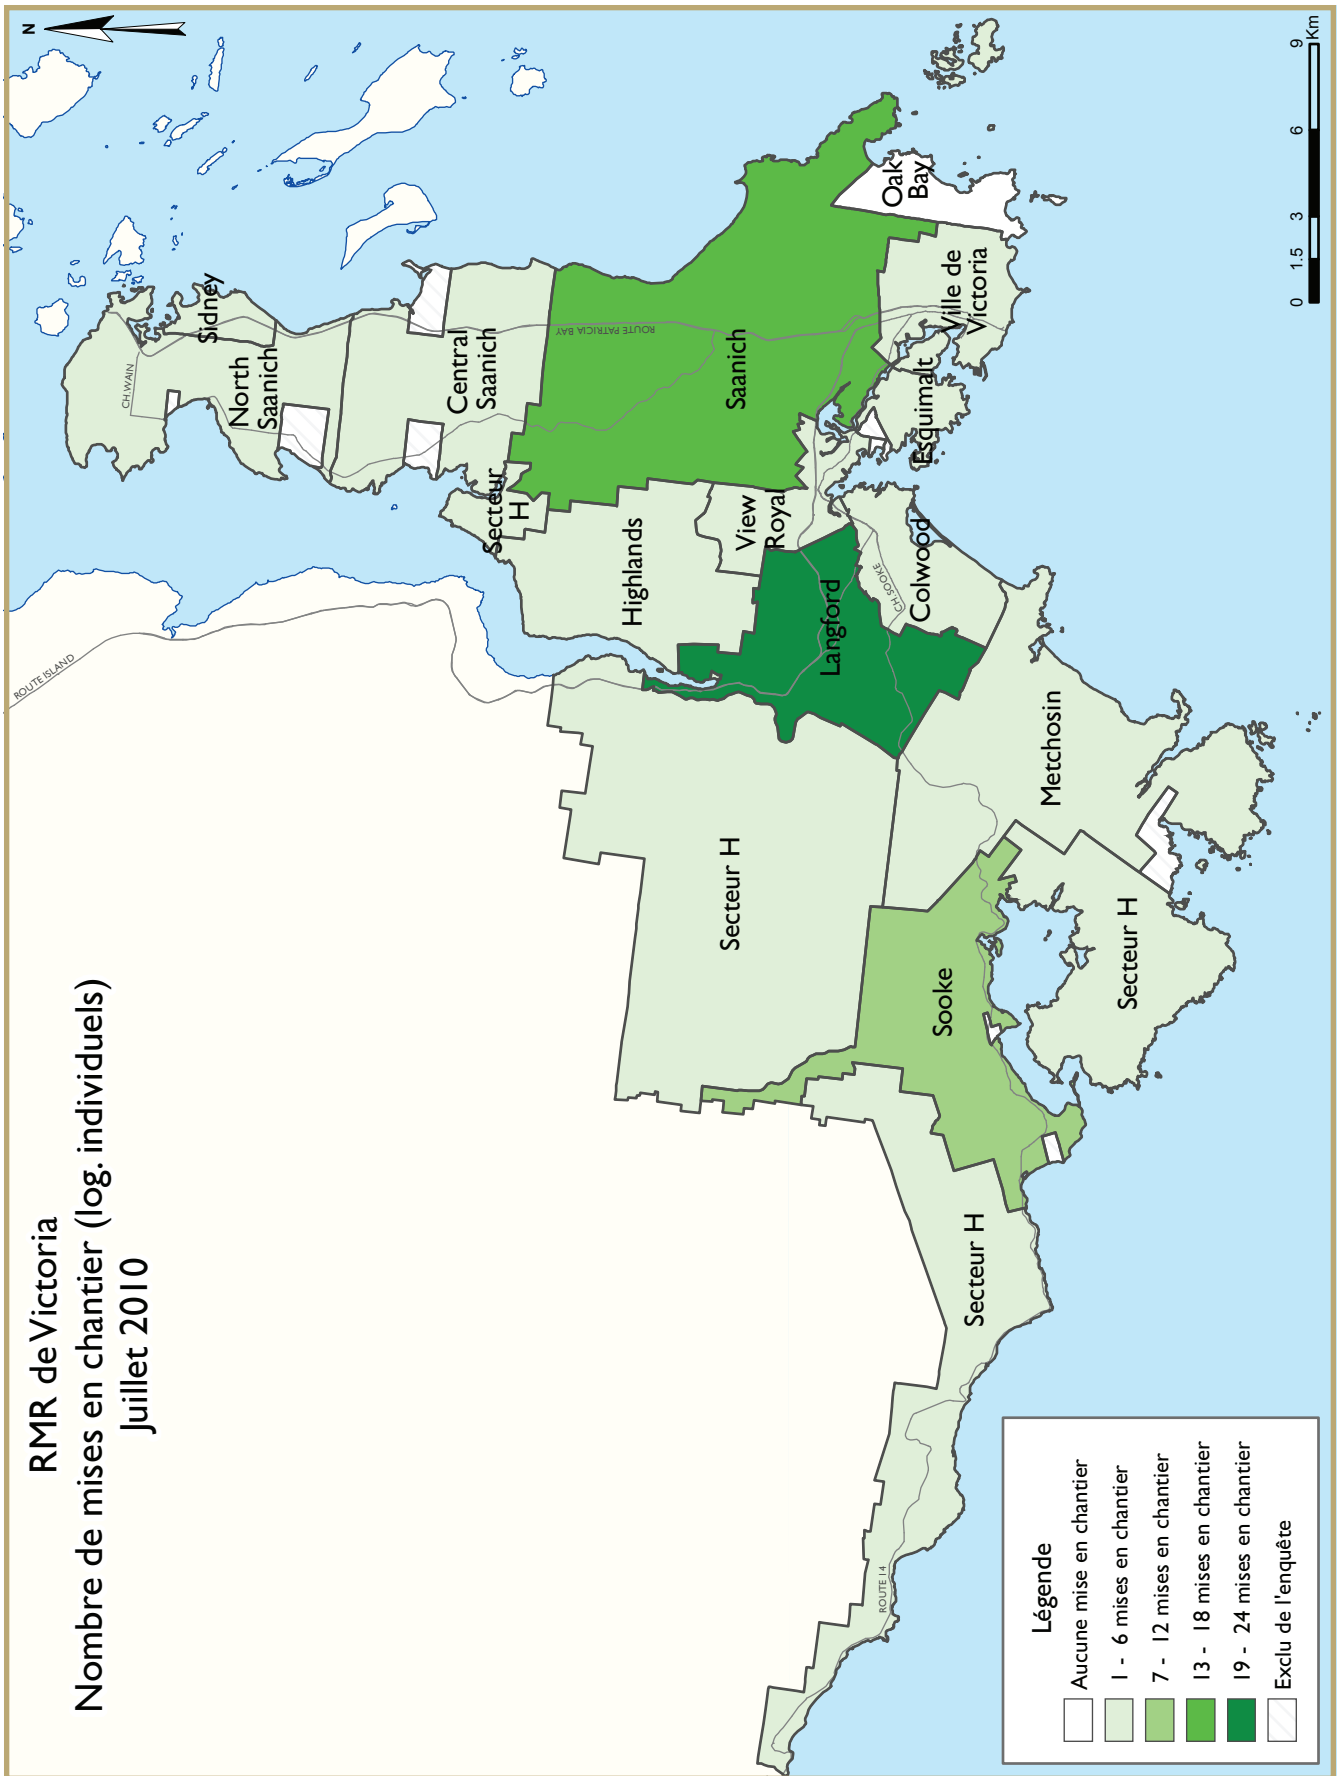 RMR de Victoria
Nombre de mises en chantier (log. individuels)
Juillet 2010
N
ROUTE ISLAND
CH.WAIN
Sidney
North
Saanich
Central
Saanich
ROUTE PATRICIA BAY
Secteur
H
Saanich
Highlands
View
Royal
Oak
Bay
Ville de
Victoria
Esquimalt
Langford
CH.SOOKE
Colwood
Metchosin
Secteur H
Sooke
Secteur H
Secteur H
ROUTE 14
Légende
Aucune mise en chantier
1 - 6 mises en chantier
7 - 12 mises en chantier
13 - 18 mises en chantier
19 - 24 mises en chantier
Exclu de l'enquête
0 1.5 3 6 9
Km